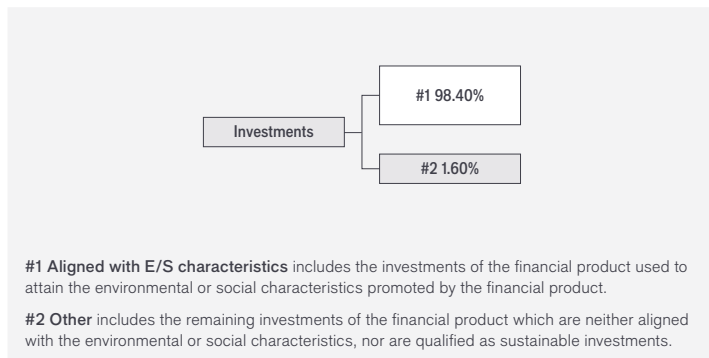 #1 98.40%
Investments
#2 1.60%
#1 Aligned with E/S characteristics includes the investments of the financial product used to
attain the environmental or social characteristics promoted by the financial product.
#2 Other includes the remaining investments of the financial product which are neither aligned
with the environmental or social characteristics, nor are qualified as sustainable investments.